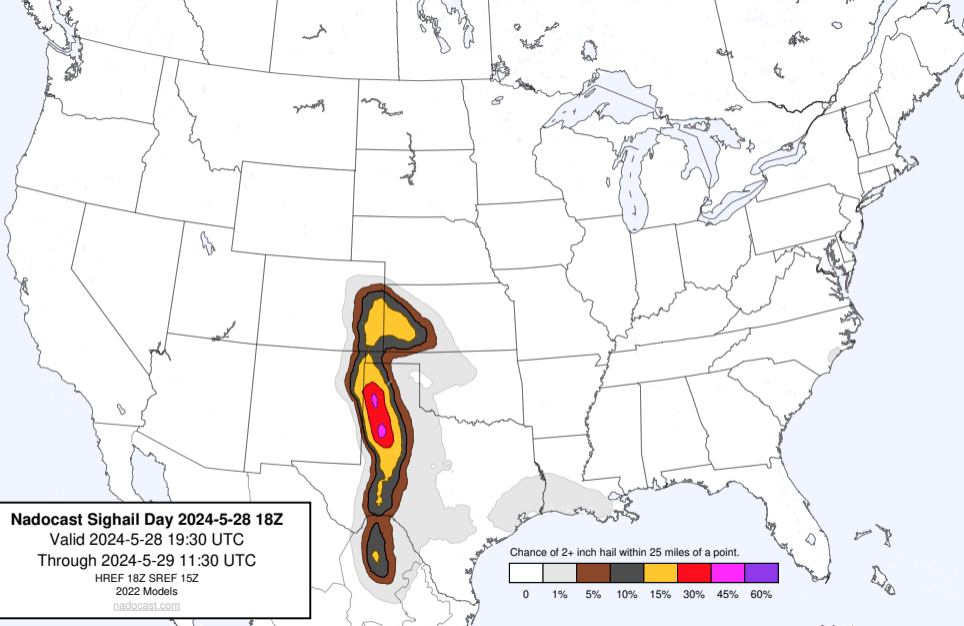 Nadocast Sighail Day 2024-5-28 18Z
Valid 2024-5-28 19:30 UTC
Through 2024-5-29 11:30 UTC
HREF 18Z SREF 15Z
2022 Models
nadocast.com
Chance of 2+ inch hail within 25 miles of a point.
0 1% 5% 10% 15% 30% 45% 60%